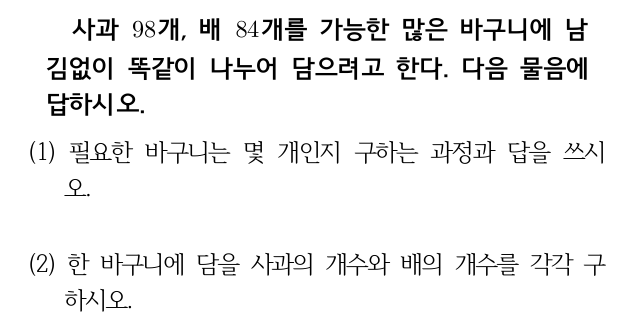 사과 98개, 배 84개를 가능한 많은 바구니에 남
김없이 똑같이 나누어 담으려고 한다. 다음 물음에
답하시오.
(1) 필요한 바구니는 몇 개인지 구하는 과정과 답을 쓰시
오.
(2) 한 바구니에 담을 사과의 개수와 배의 개수를 각각 구
하시오.